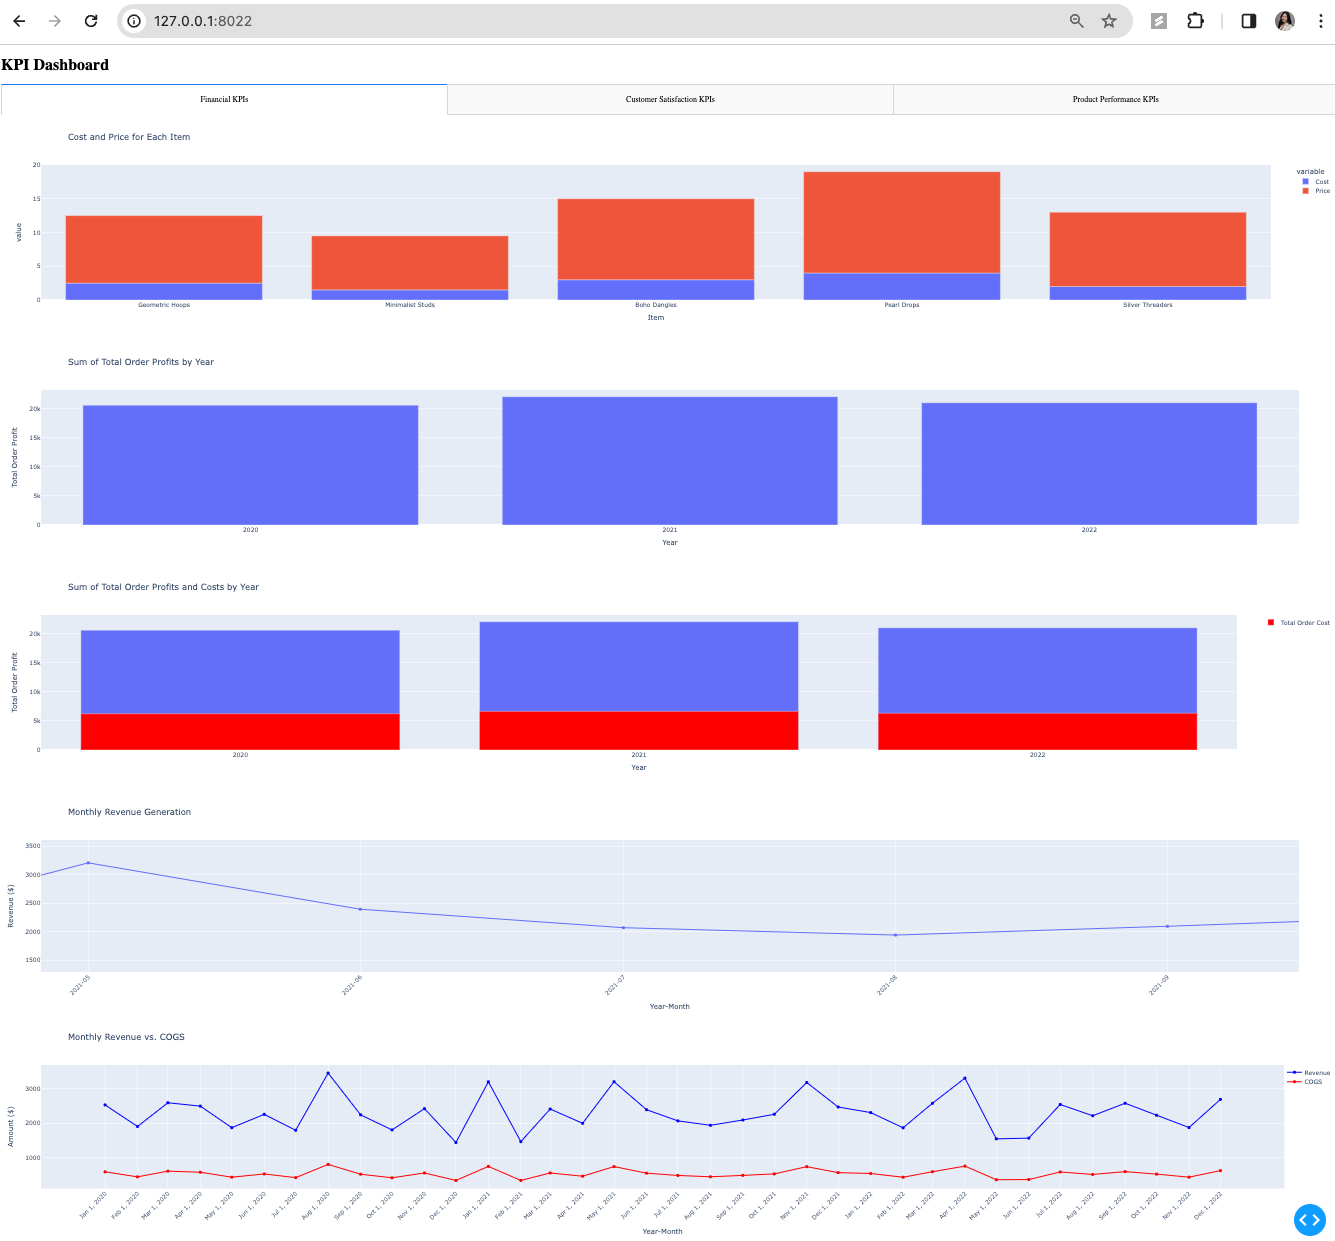 127.0.0.1:8022
KPI Dashboard
Financial KPIs
Customer Satisfaction KPIs
Product Performance KPIs
Cost and Price for Each Item
variable
Cost
Price
value
20
15
10
5
0
Geometric Hoops
Minimalist Studs
Boho Dangles
Pearl Drops
Silver Threaders
Item
Sum of Total Order Profits by Year
Total Order Profit
20k
15k
10k
5k
0
2020
2021
2022
Year
Sum of Total Order Profits and Costs by Year
Total Order Cost
Total Order Profit
20k
15k
10k
5k
0
2020
2021
2022
Year
Monthly Revenue Generation
Revenue ($)
3500
3000
2500
2000
1500
2021-05
2021-06
2021-07
2021-08
2021-09
Year-Month
Monthly Revenue vs. COGS
Revenue
COGS
Amount ($)
3000
2000
1000
Jan 1, 2020
Feb 1, 2020
Mar 1, 2020
Apr 1, 2020
May 1, 2020
Jun 1, 2020
Jul 1, 2020
Aug 1, 2020
Sep 1, 2020
Oct 1, 2020
Nov 1, 2020
Dec 1, 2020
Jan 1, 2021
Feb 1, 2021
Mar 1, 2021
Apr 1, 2021
May 1, 2021
Jun 1, 2021
Jul 1, 2021
Aug 1, 2021
Sep 1, 2021
Oct 1, 2021
Nov 1, 2021
Dec 1, 2021
Jan 1, 2022
Feb 1, 2022
Mar 1, 2022
Apr 1, 2022
May 1, 2022
Jun 1, 2022
Jul 1, 2022
Aug 1, 2022
Sep 1, 2022
Oct 1, 2022
Nov 1, 2022
Dec 1, 2022
Year-Month